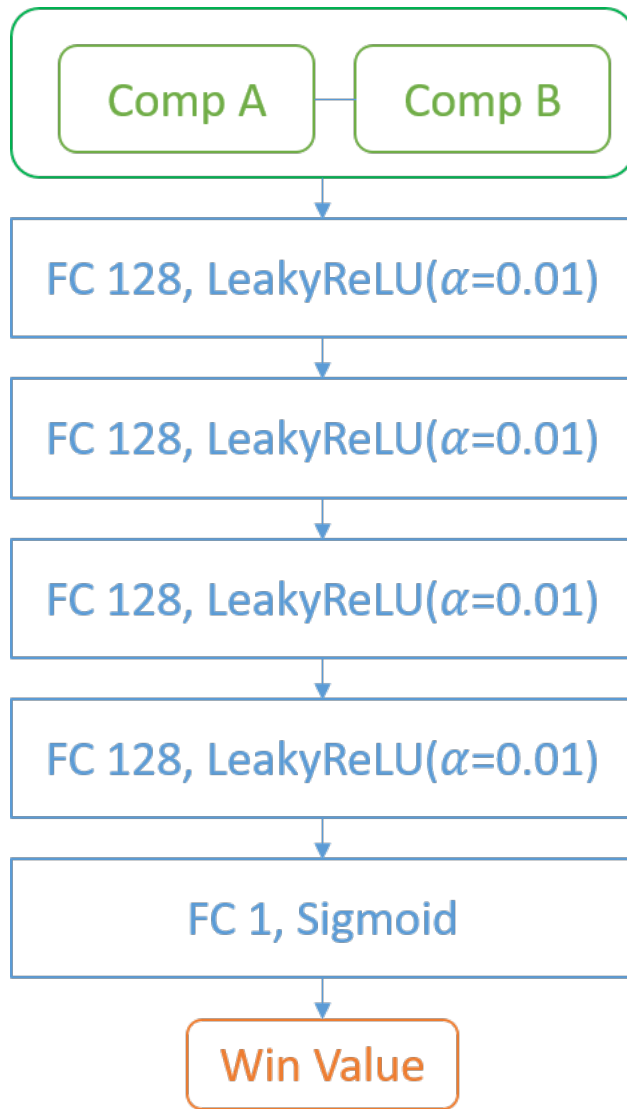 Comp A
Comp B
FC 128, LeakyReLU(α=0.01)
FC 128, LeakyReLU(α=0.01)
FC 128, LeakyReLU(α=0.01)
FC 128, LeakyReLU(α=0.01)
FC 1, Sigmoid
Win Value